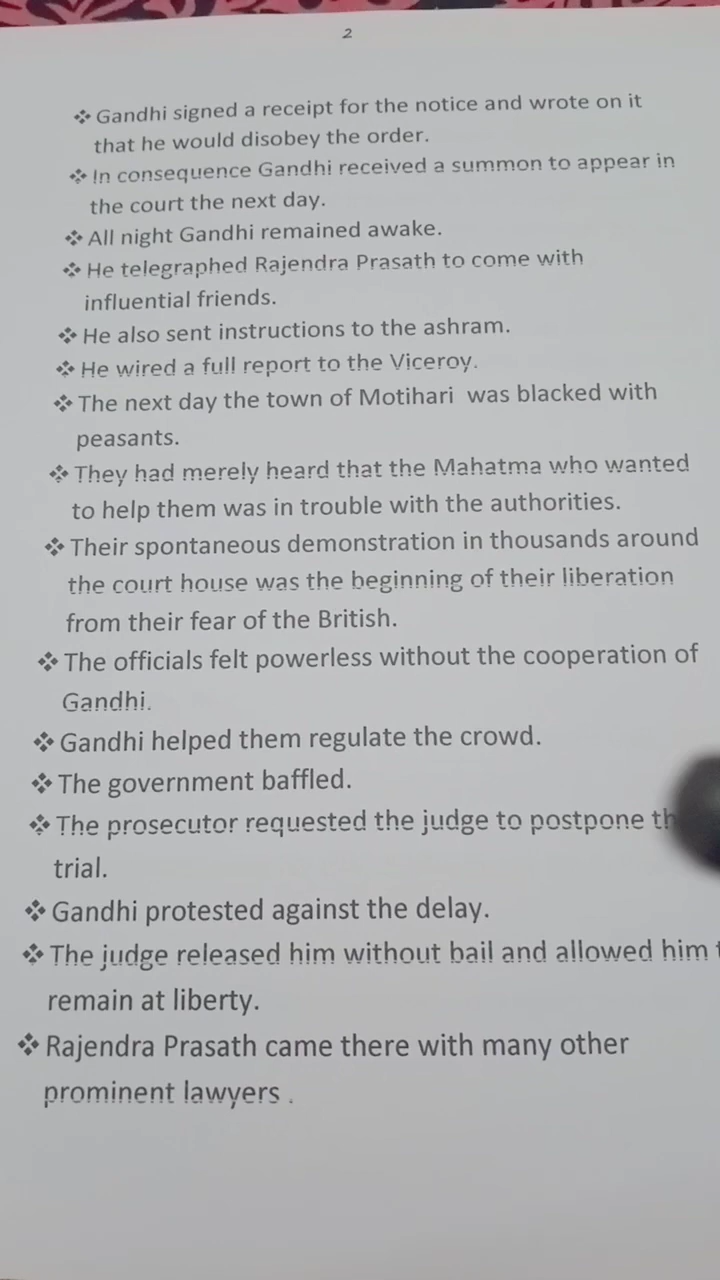 2
❖ Gandhi signed a receipt for the notice and wrote on it
that he would disobey the order.
❖ In consequence Gandhi received a summon to appear in
the court the next day.
❖ All night Gandhi remained awake.
❖ He telegraphed Rajendra Prasath to come with
influential friends.
❖ He also sent instructions to the ashram.
❖ He wired a full report to the Viceroy.
❖ The next day the town of Motihari was blacked with
peasants.
❖ They had merely heard that the Mahatma who wanted
to help them was in trouble with the authorities.
❖ Their spontaneous demonstration in thousands around
the court house was the beginning of their liberation
from their fear of the British.
❖ The officials felt powerless without the cooperation of
Gandhi.
❖ Gandhi helped them regulate the crowd.
❖ The government baffled.
❖ The prosecutor requested the judge to postpone
trial.
❖ Gandhi protested against the delay.
❖ The judge released him without bail and allowed him
remain at liberty.
❖ Rajendra Prasath came there with many other
prominent lawyers .